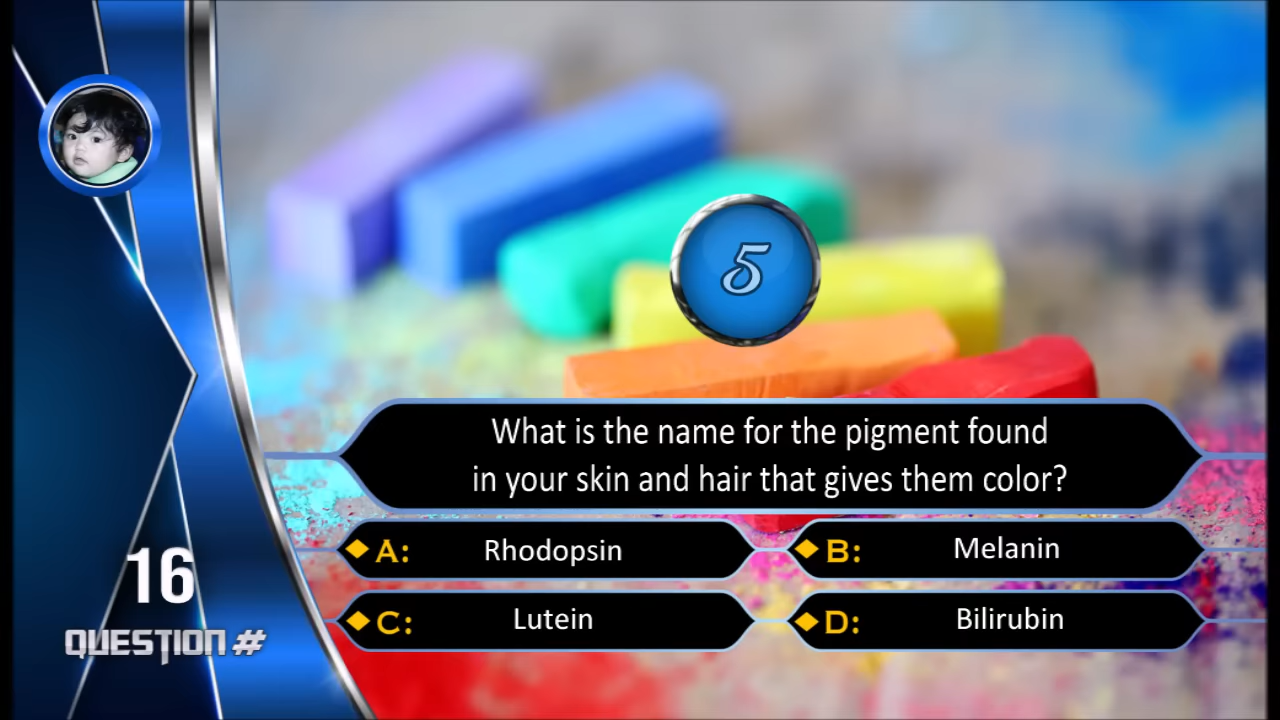 5
What is the name for the pigment found
in your skin and hair that gives them color?
A: Rhodopsin
B: Melanin
C: Lutein
D: Bilirubin
16
QUESTION #